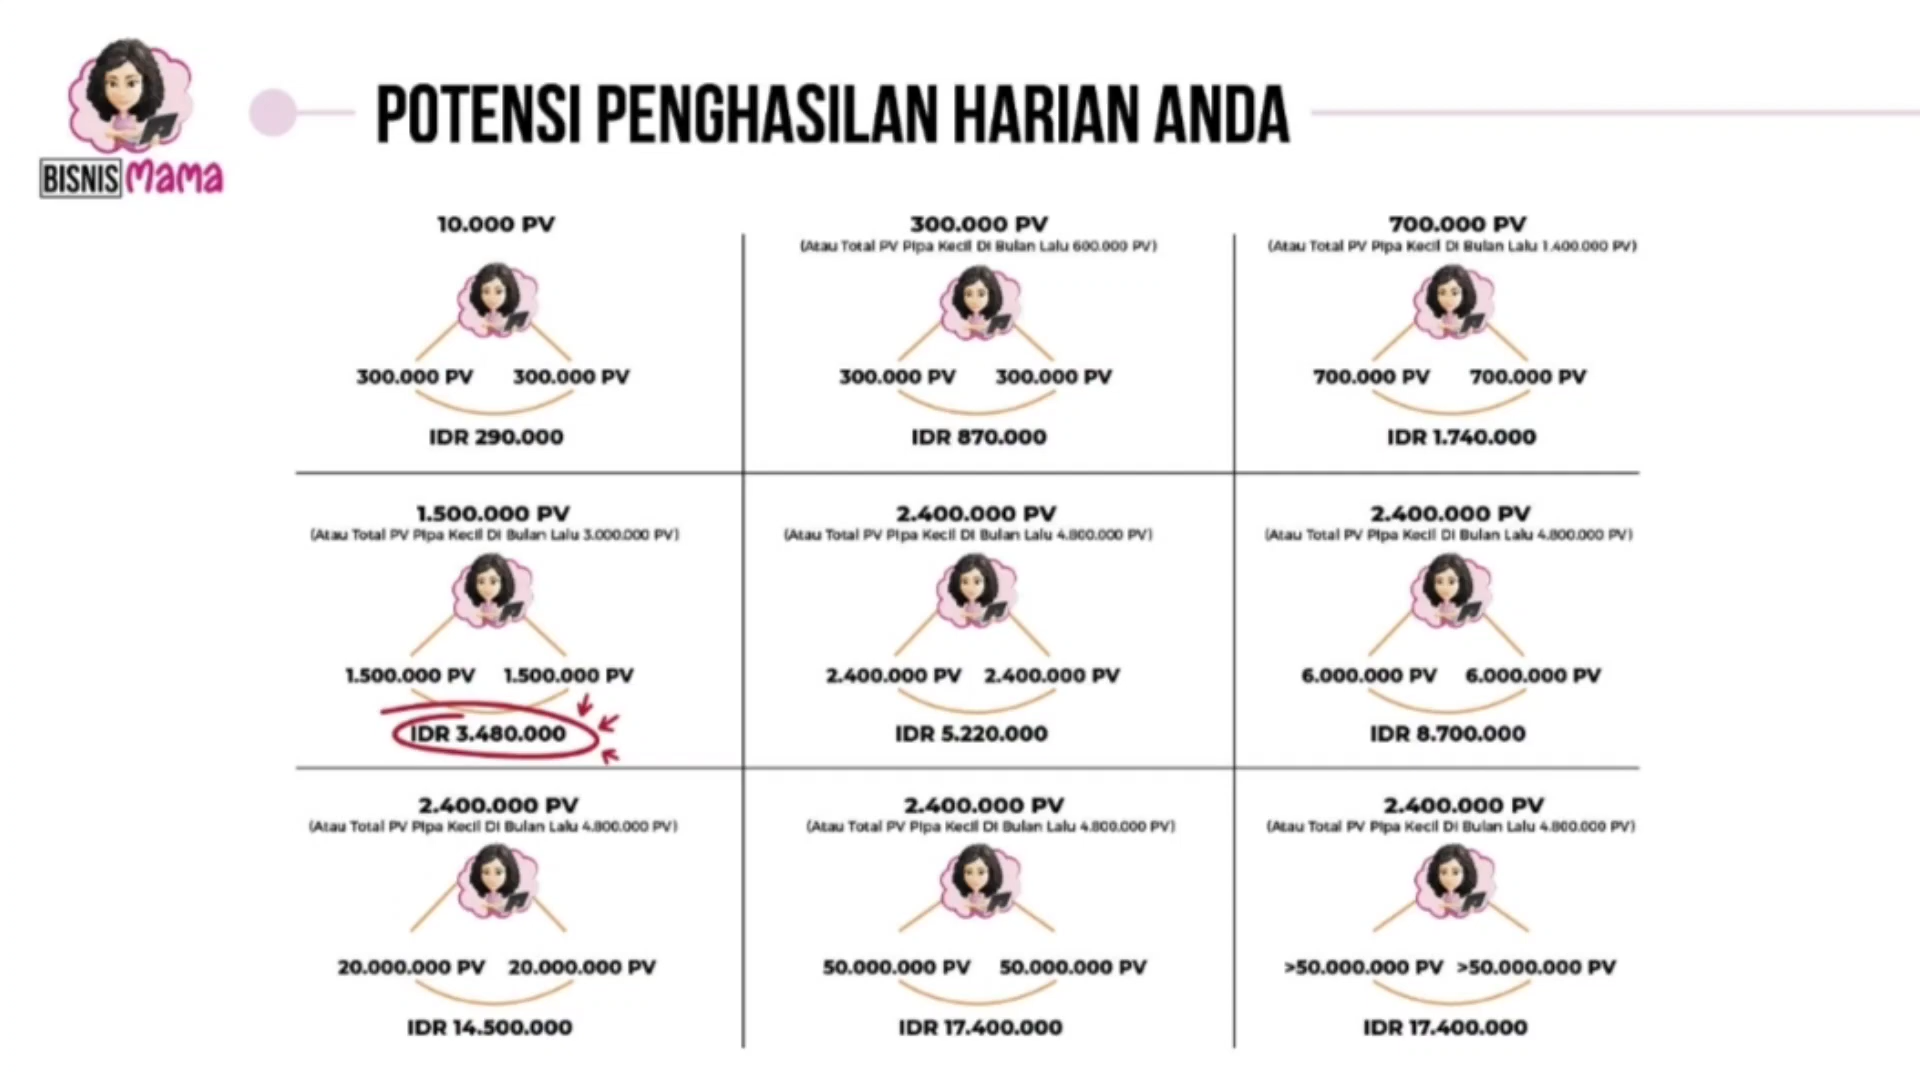 POTENSI PENGHASILAN HARIAN ANDA
BISNIS Mama
10.000 PV
300.000 PV 300.000 PV
IDR 290.000
300.000 PV
(Atau Total PV Pipa Kecil Di Bulan Lalu 600.000 PV)
300.000 PV 300.000 PV
IDR 870.000
700.000 PV
(Atau Total PV Pipa Kecil Di Bulan Lalu 1.400.000 PV)
700.000 PV 700.000 PV
IDR 1.740.000
1.500.000 PV
(Atau Total PV Pipa Kecil Di Bulan Lalu 3.000.000 PV)
1.500.000 PV 1.500.000 PV
IDR 3.480.000
2.400.000 PV
(Atau Total PV Pipa Kecil Di Bulan Lalu 4.800.000 PV)
2.400.000 PV 2.400.000 PV
IDR 5.220.000
2.400.000 PV
(Atau Total PV Pipa Kecil Di Bulan Lalu 4.800.000 PV)
6.000.000 PV 6.000.000 PV
IDR 8.700.000
2.400.000 PV
(Atau Total PV Pipa Kecil Di Bulan Lalu 4.800.000 PV)
20.000.000 PV 20.000.000 PV
IDR 14.500.000
2.400.000 PV
(Atau Total PV Pipa Kecil Di Bulan Lalu 4.800.000 PV)
50.000.000 PV 50.000.000 PV
IDR 17.400.000
2.400.000 PV
(Atau Total PV Pipa Kecil Di Bulan Lalu 4.800.000 PV)
>50.000.000 PV >50.000.000 PV
IDR 17.400.000